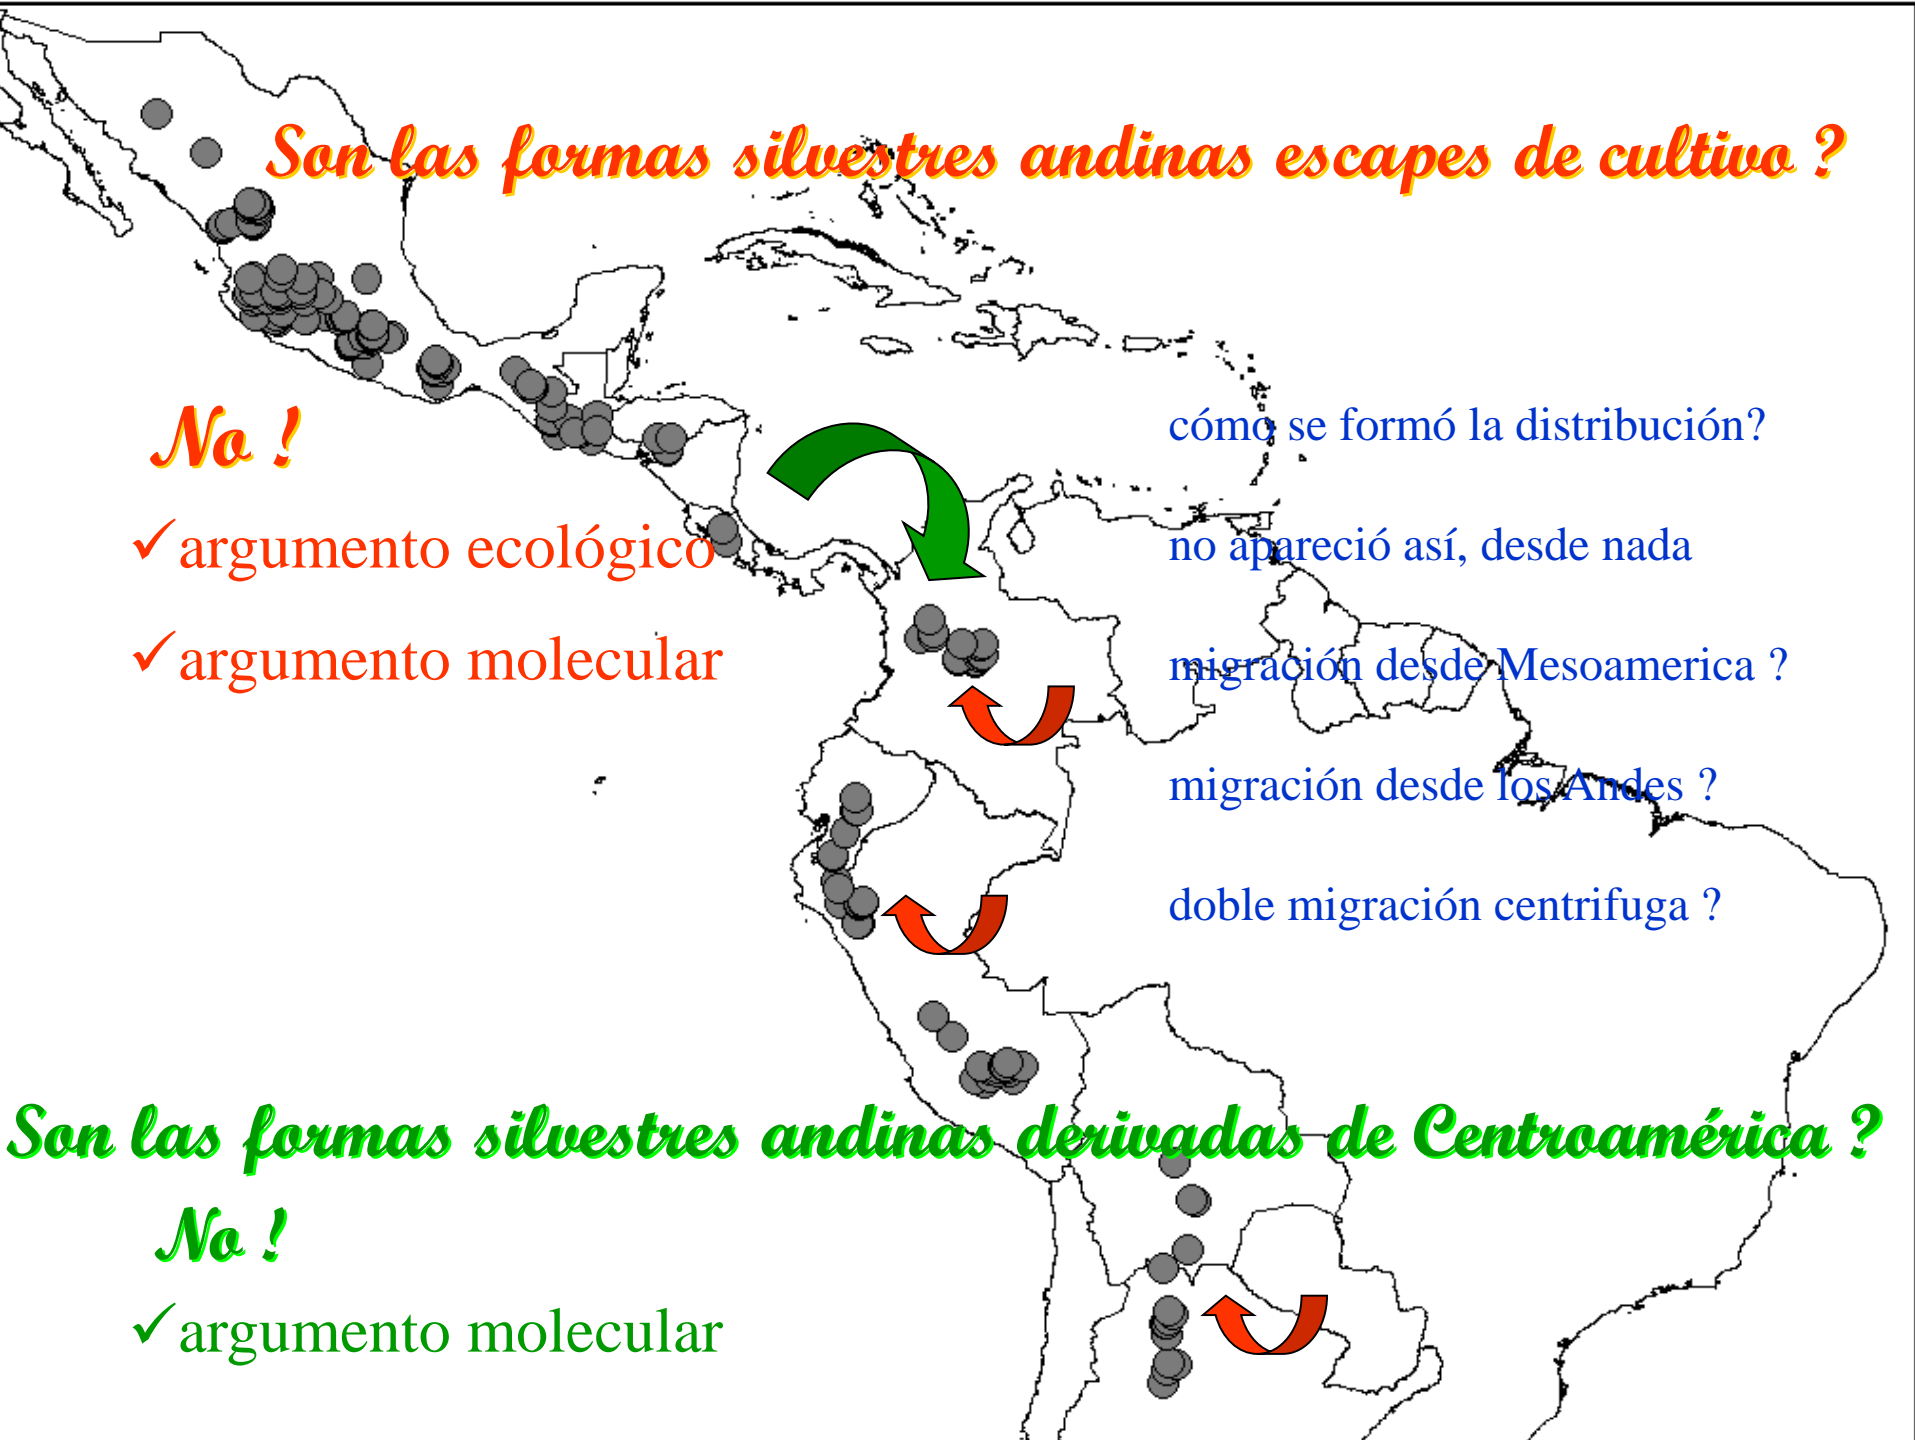 Son las formas silvestres andinas escapes de cultivo ?
No !
✓argumento ecológico
✓argumento molecular
cómo se formó la distribución?
no apareció así, desde nada
migración desde Mesoamerica ?
migración desde los Andes ?
doble migración centrifuga ?
Son las formas silvestres andinas derivadas de Centroamérica ?
No !
✓argumento molecular